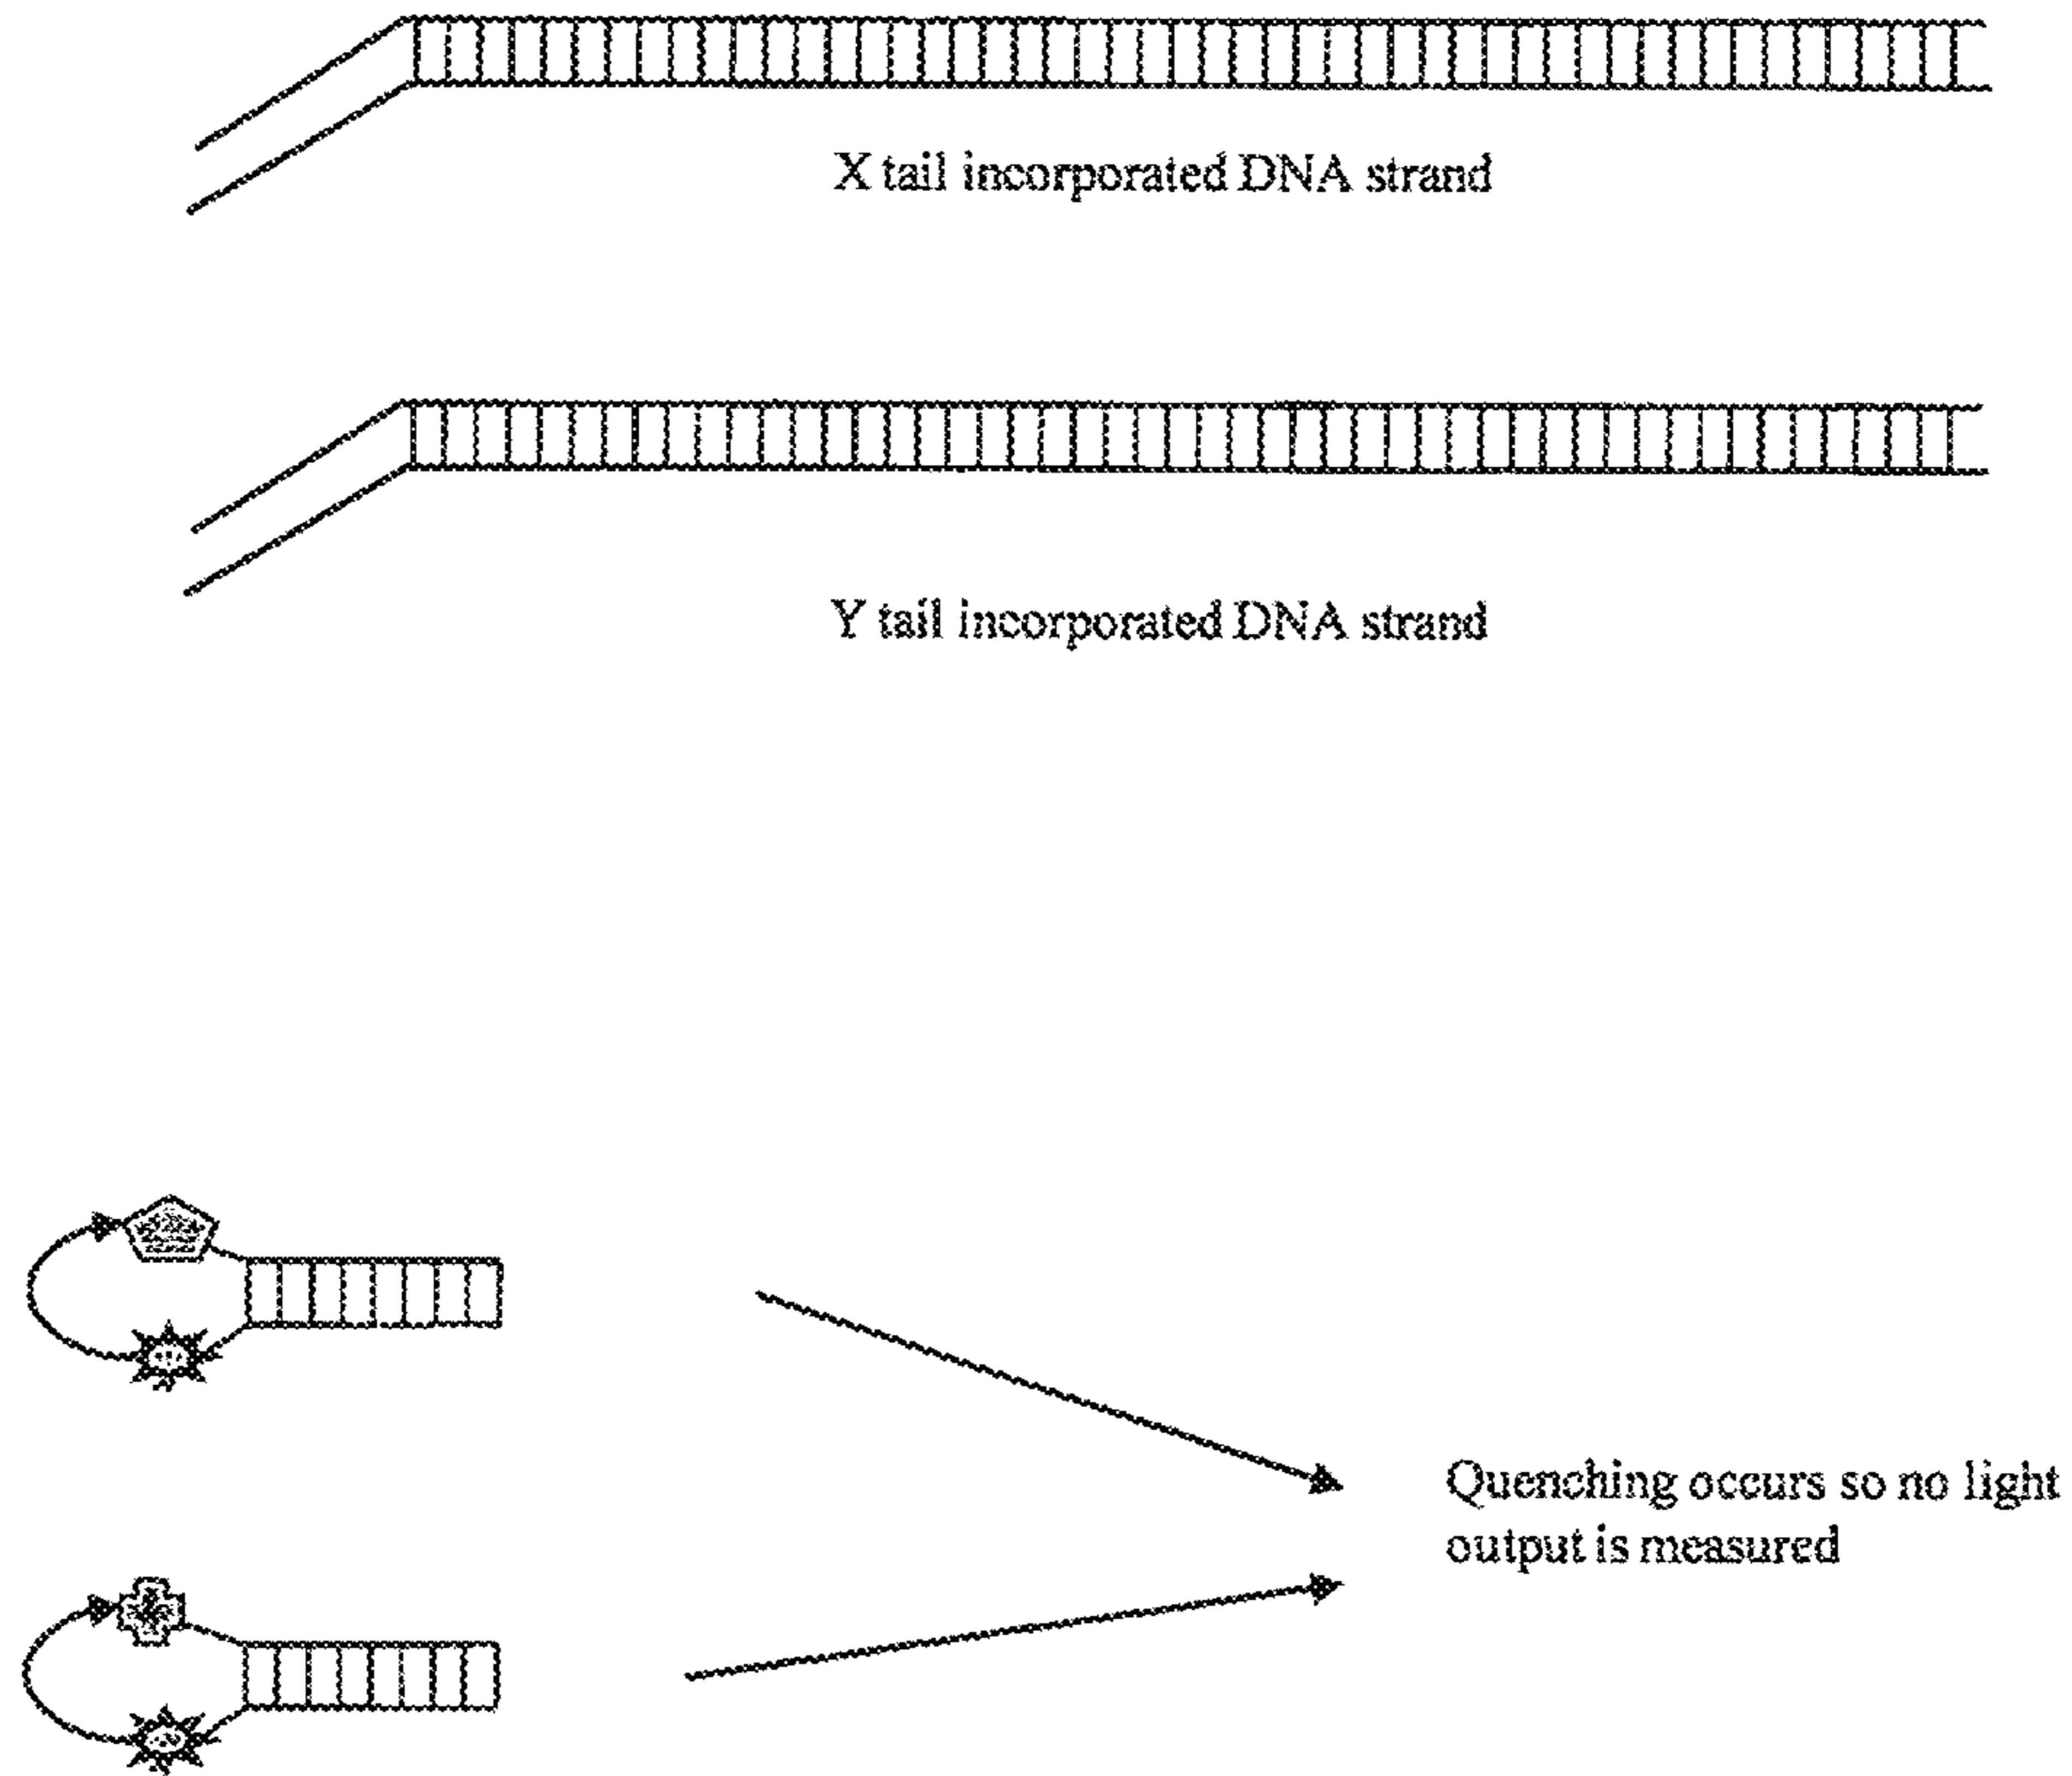 X tail incorporated DNA strand
Y tail incorporated DNA strand
Quenching occurs so no light
output is measured